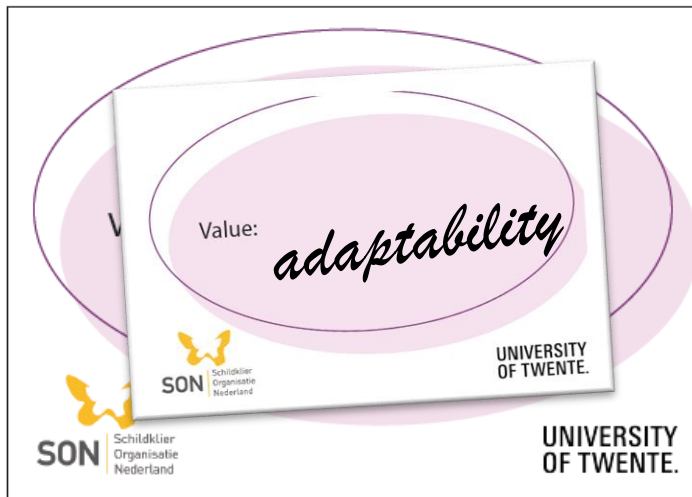 V
Value:
adaptability
SON
Schildklier
Organisatie
Nederland
UNIVERSITY
OF TWENTE.
SON
Schildklier
Organisatie
Nederland
UNIVERSITY
OF TWENTE.